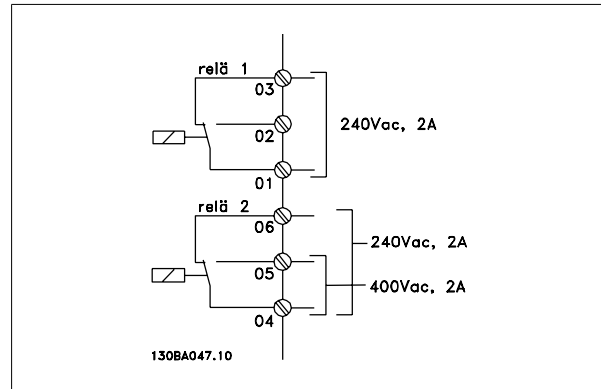 relä 1
03
02
240Vac, 2A
01
relä 2
06
240Vac, 2A
05
400Vac, 2A
04
130BA047.10